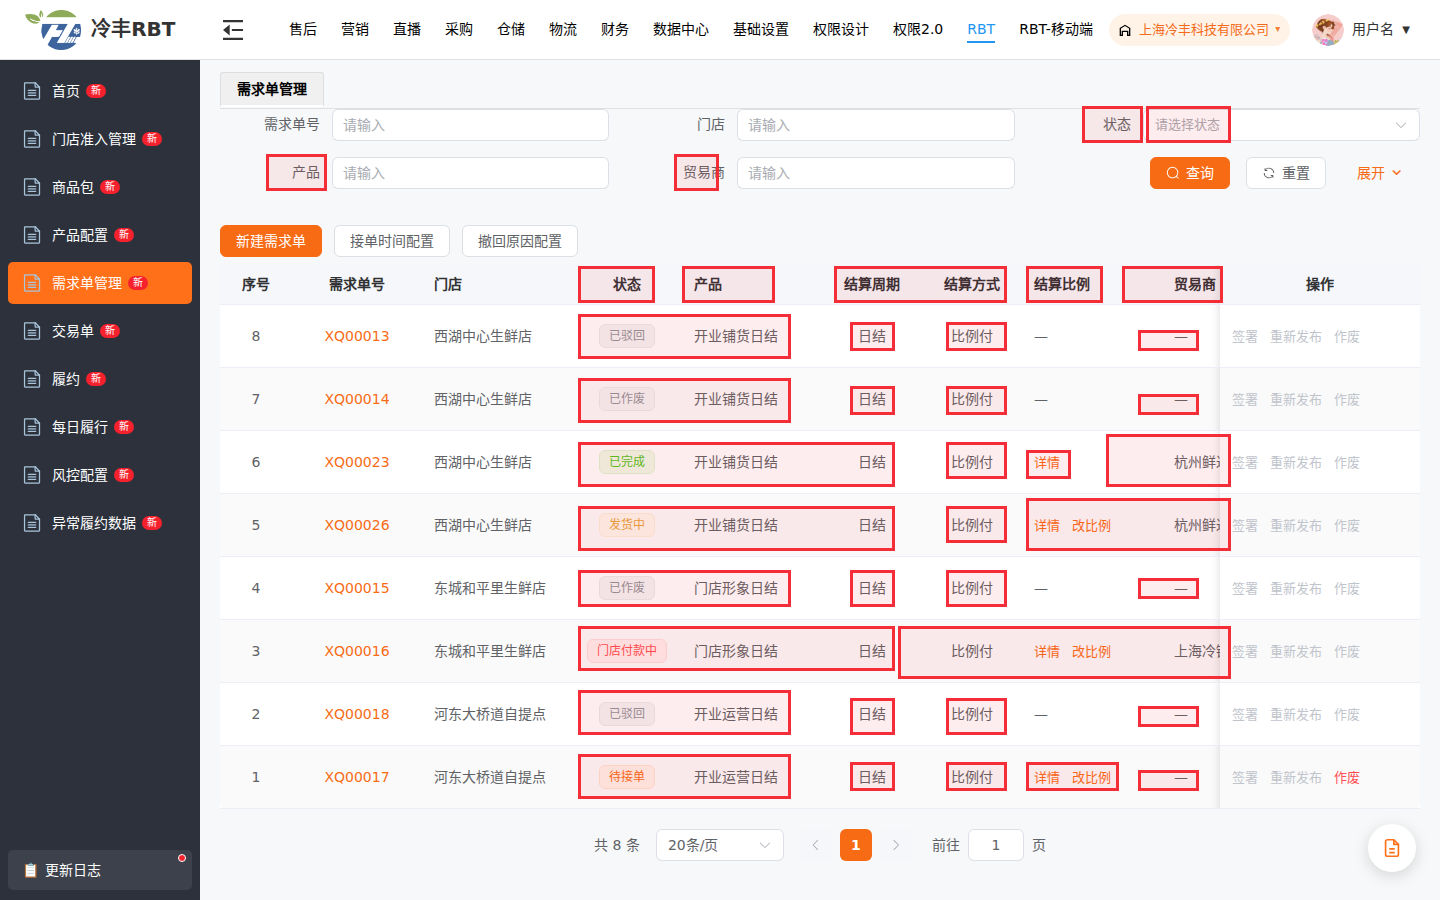 冷丰RBT
售后 营销 直播 采购 仓储 物流 财务 数据中心 基础设置 权限设计 权限2.0 RBT RBT-移动端 上海冷丰科技有限公司 用户名
首页 新
门店准入管理 新
商品包 新
产品配置 新
需求单管理 新
交易单 新
履约 新
每日履行 新
风控配置 新
异常履约数据 新
更新日志
需求单管理
需求单号 请输入 门店 请输入 状态 请选择状态
产品 请输入 贸易商 请输入 查询 重置 展开
新建需求单 接单时间配置 撤回原因配置
序号 需求单号 门店 状态 产品 结算周期 结算方式 结算比例 贸易商 操作
8 XQ00013 西湖中心生鲜店 已驳回 开业铺货日结 日结 比例付 — — 签署 重新发布 作废
7 XQ00014 西湖中心生鲜店 已作废 开业铺货日结 日结 比例付 — — 签署 重新发布 作废
6 XQ00023 西湖中心生鲜店 已完成 开业铺货日结 日结 比例付 详情 杭州鲜 签署 重新发布 作废
5 XQ00026 西湖中心生鲜店 发货中 开业铺货日结 日结 比例付 详情 改比例 杭州鲜 签署 重新发布 作废
4 XQ00015 东城和平里生鲜店 已作废 门店形象日结 日结 比例付 — — 签署 重新发布 作废
3 XQ00016 东城和平里生鲜店 门店付款中 门店形象日结 日结 比例付 详情 改比例 上海冷 签署 重新发布 作废
2 XQ00018 河东大桥道自提点 已驳回 开业运营日结 日结 比例付 — — 签署 重新发布 作废
1 XQ00017 河东大桥道自提点 待接单 开业运营日结 日结 比例付 详情 改比例 — 签署 重新发布 作废
共 8 条 20条/页 1 前往 1 页